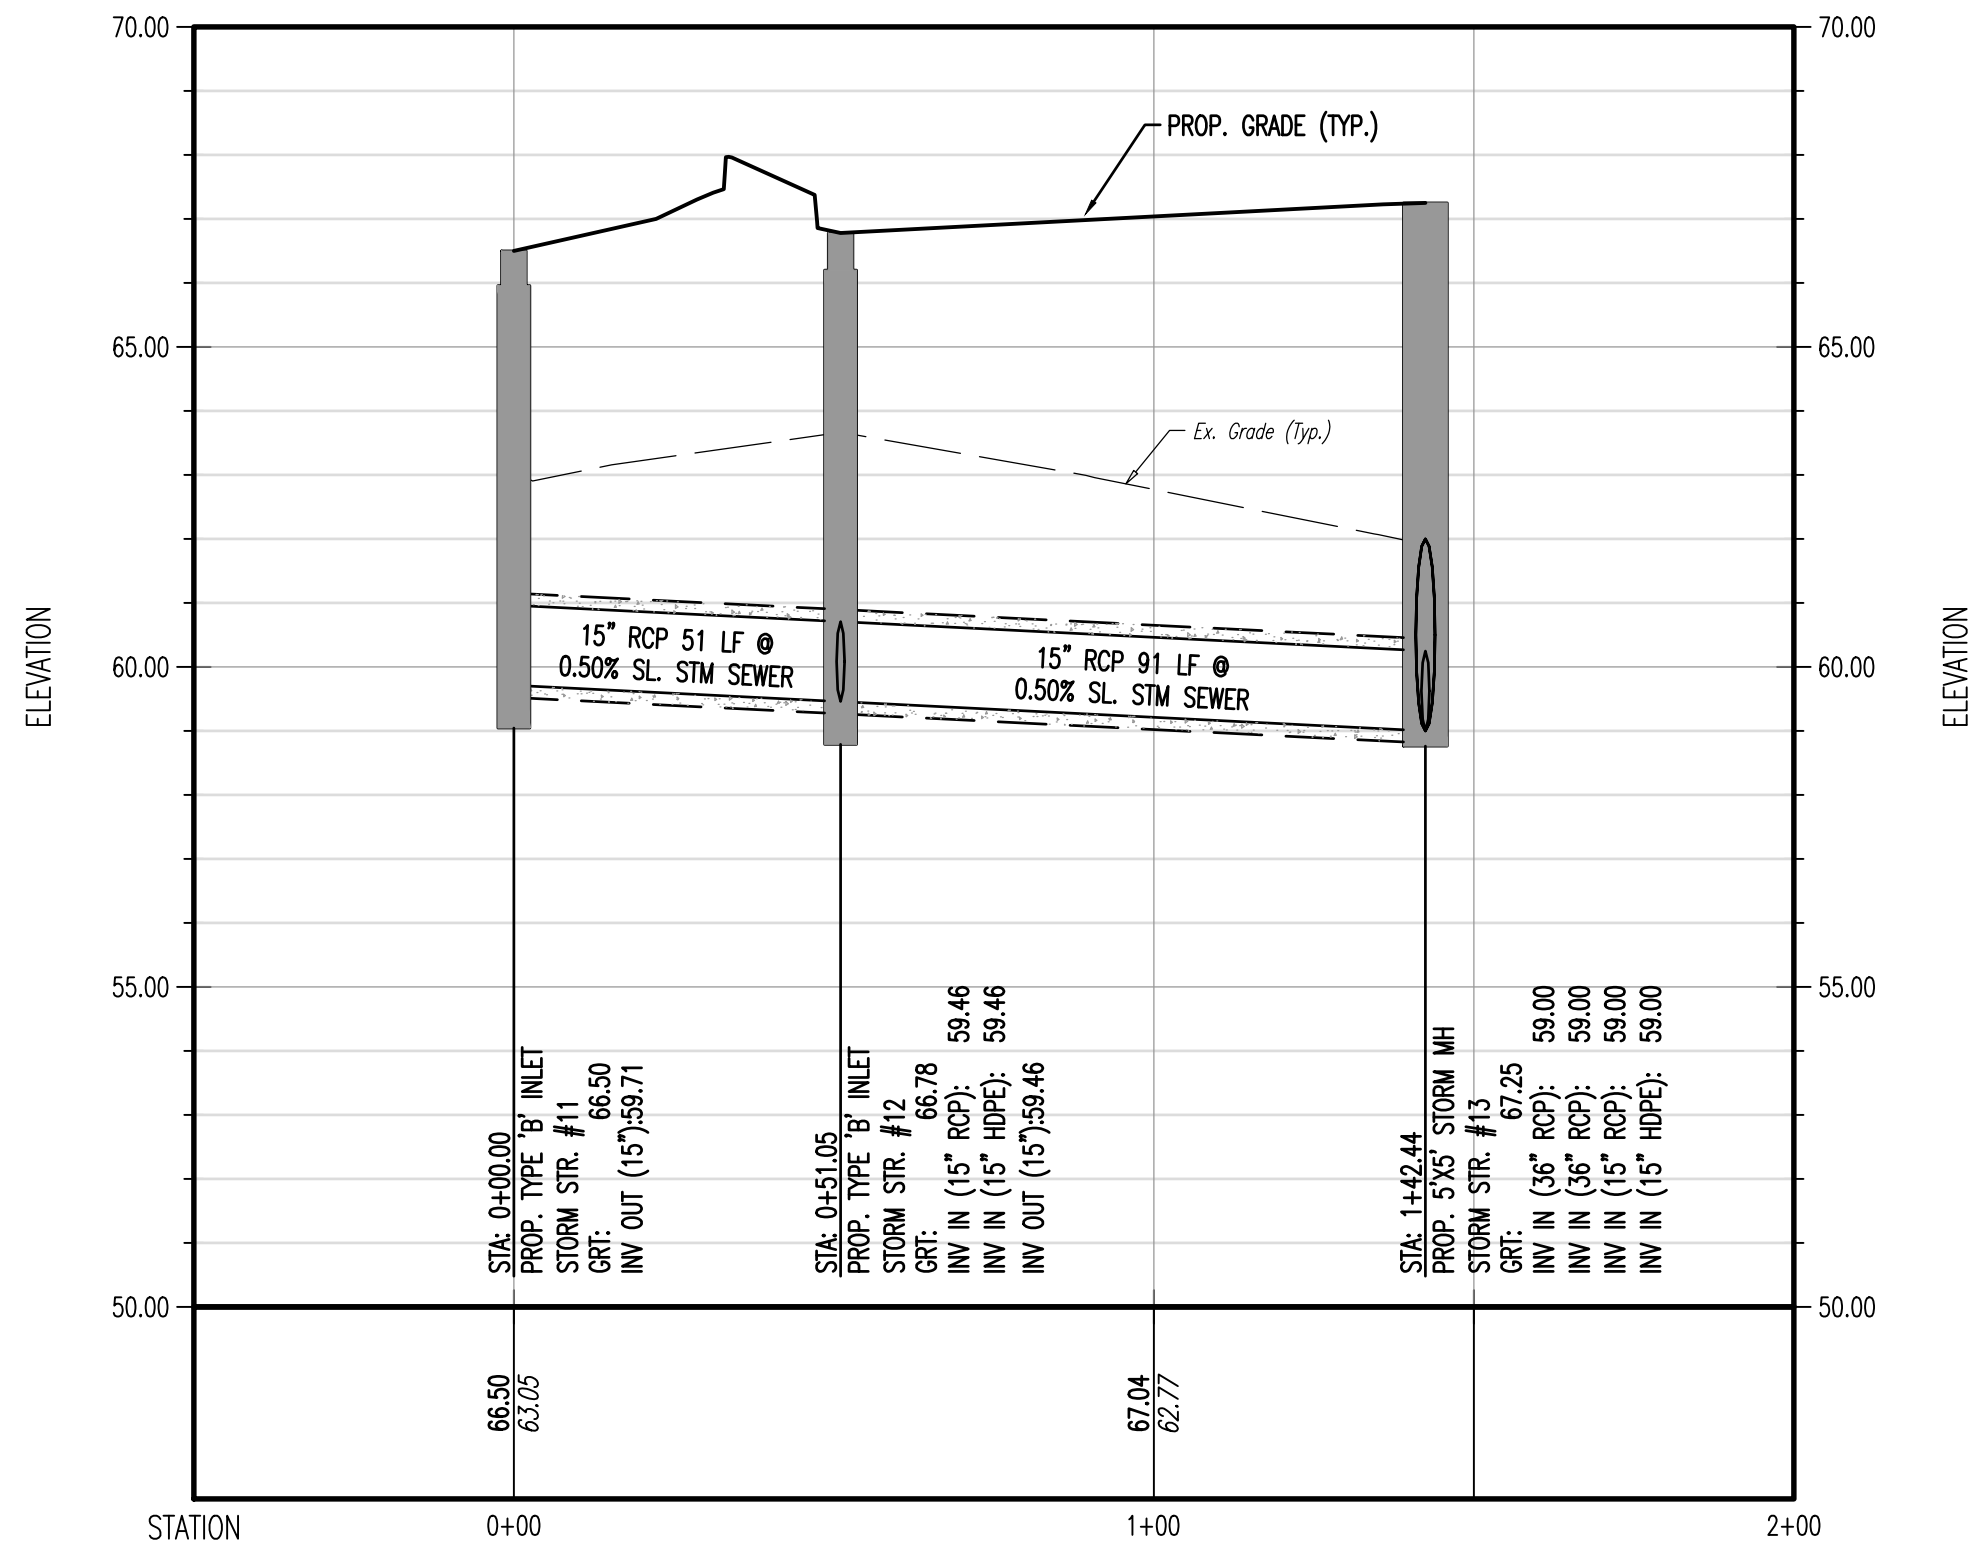 70.00
70.00
PROP. GRADE (TYP.)
65.00
65.00
Ex. Grade (Typ.)
ELEVATION
ELEVATION
60.00
60.00
15" RCP 51 LF @
0.50% SL. STM SEWER
15" RCP 91 LF @
0.50% SL. STM SEWER
55.00
55.00
STA: 0+00.00
PROP. TYPE 'B' INLET
STORM STR. #11
GRT: 66.50
INV OUT (15"):59.71
STA: 0+51.05
PROP. TYPE 'B' INLET
STORM STR. #12
GRT: 66.78
INV IN (15" RCP): 59.46
INV IN (15" HDPE): 59.46
INV OUT (15"):59.46
STA: 1+42.44
PROP. 5'X5' STORM MH
STORM STR. #13
GRT: 67.25
INV IN (36" RCP): 59.00
INV IN (36" RCP): 59.00
INV IN (15" RCP): 59.00
INV IN (15" HDPE): 59.00
50.00
50.00
66.50
63.05
67.04
62.77
STATION
0+00
1+00
2+00